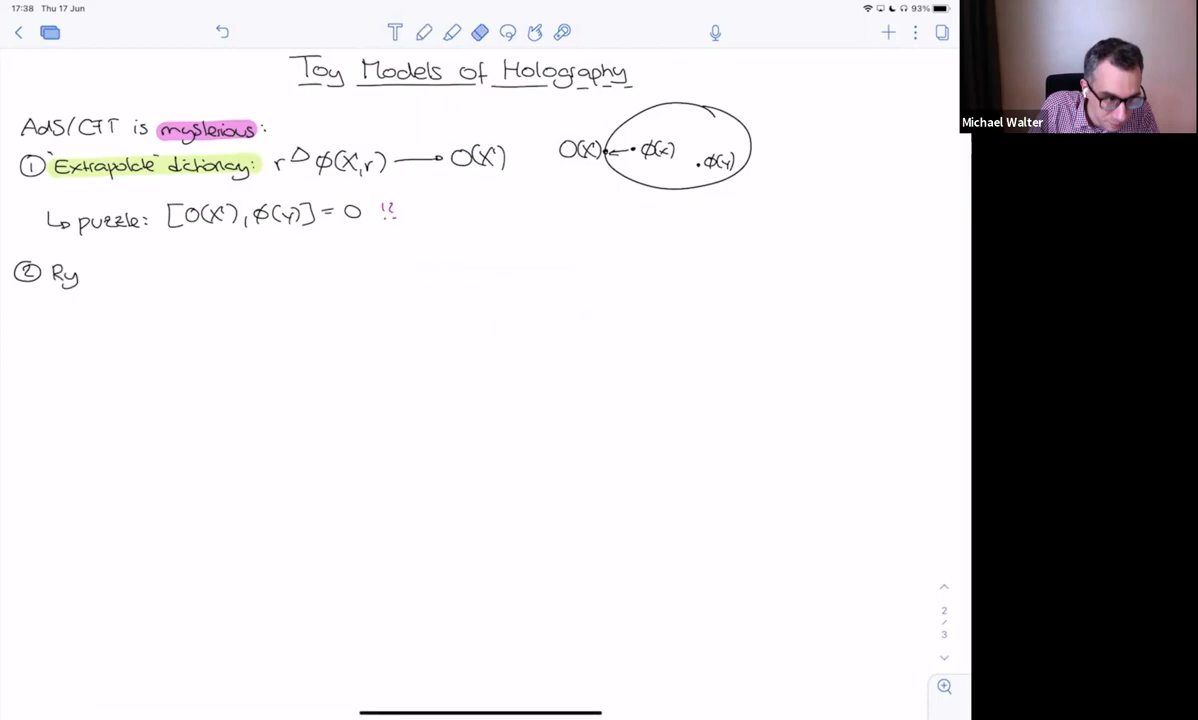 17:38 Thu 17 Jun
93%
Toy Models of Holography
AdS/CFT is mysterious:
① "Extrapolate" dictionary: r^Δ φ(X,r) → O(X)
O(X) ← φ(x)
φ(y)
↳ puzzle: [O(X), φ(y)] = 0 !?
② Ry
Michael Walter
2
/
3